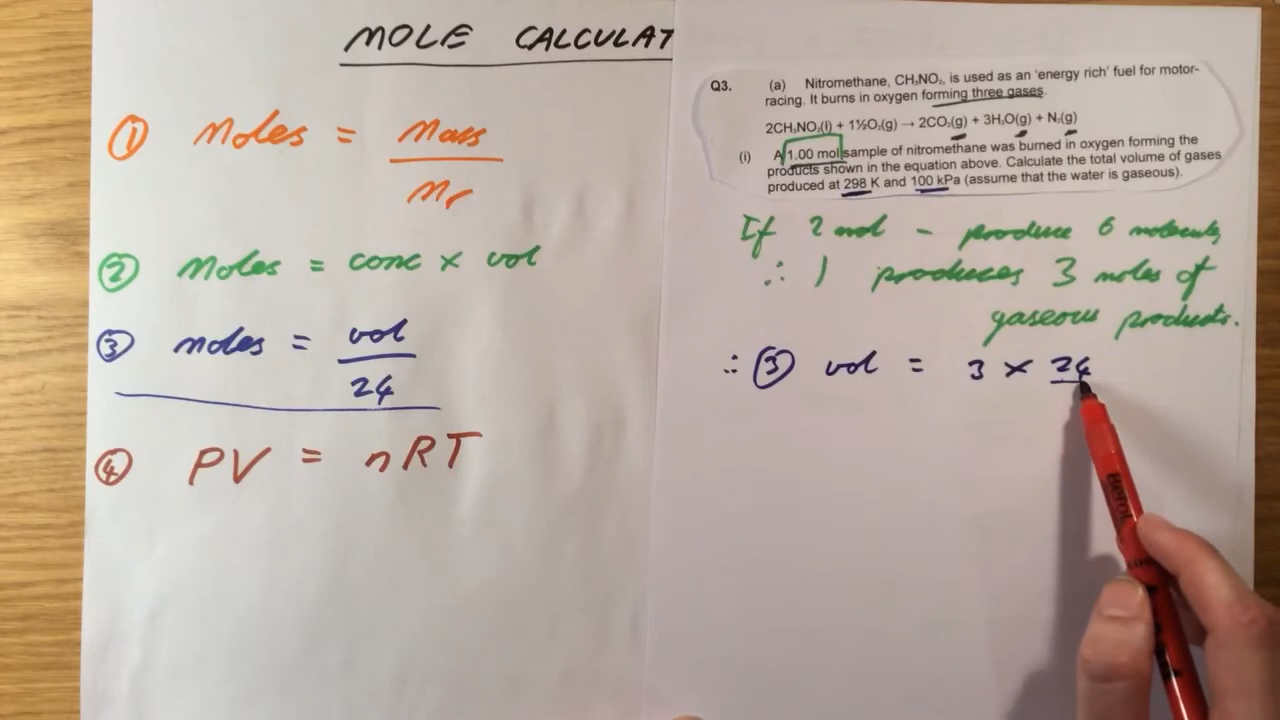 MOLE CALCULAT
① Moles = Mass
Mr
② Moles = conc × vol
③ moles = vol
24
④ PV = nRT
Q3. (a) Nitromethane, CH₃NO₂, is used as an 'energy rich' fuel for motor-
racing. It burns in oxygen forming three gases.
2CH₃NO₂(l) + 1½O₂(g) → 2CO₂(g) + 3H₂O(g) + N₂(g)
(i) A 1.00 mol sample of nitromethane was burned in oxygen forming the
products shown in the equation above. Calculate the total volume of gases
produced at 298 K and 100 kPa (assume that the water is gaseous).
If 2 mol - produce 6 molecules
∴ 1 produces 3 moles of
gaseous products.
∴ ③ vol = 3 × 24
Berol